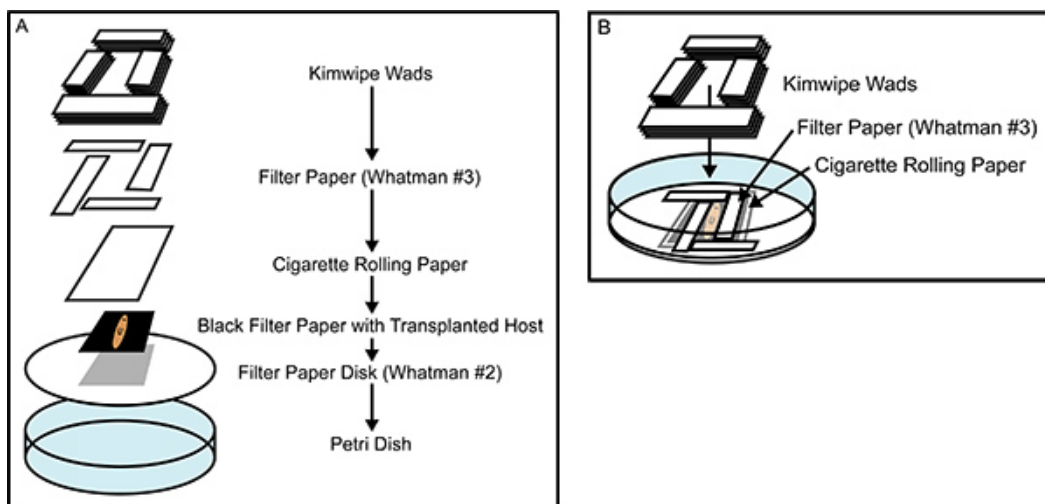 A
Kimwipe Wads
Filter Paper (Whatman #3)
Cigarette Rolling Paper
Black Filter Paper with Transplanted Host
Filter Paper Disk (Whatman #2)
Petri Dish
B
Kimwipe Wads
Filter Paper (Whatman #3)
Cigarette Rolling Paper